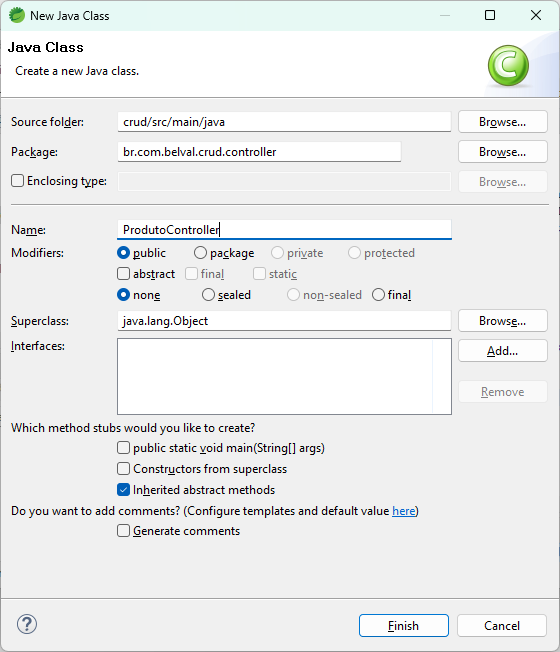 New Java Class
Java Class
Create a new Java class.
C
Source folder: crud/src/main/java Browse...
Package: br.com.belval.crud.controller Browse...
Enclosing type: Browse...
Name: ProdutoController
Modifiers: public package private protected
abstract final static
none sealed non-sealed final
Superclass: java.lang.Object Browse...
Interfaces: Add...
Remove
Which method stubs would you like to create?
public static void main(String[] args)
Constructors from superclass
Inherited abstract methods
Do you want to add comments? (Configure templates and default value here)
Generate comments
? Finish Cancel